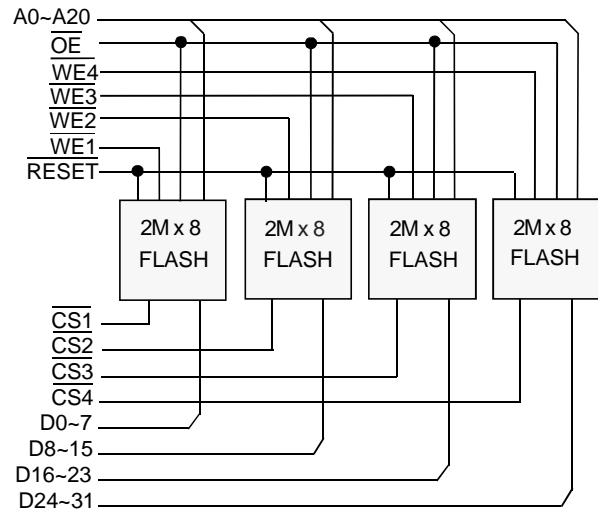 A0~A20
OE
WE4
WE3
WE2
WE1
RESET
2M x 8
FLASH
2M x 8
FLASH
2M x 8
FLASH
2M x 8
FLASH
CS1
CS2
CS3
CS4
D0~7
D8~15
D16~23
D24~31